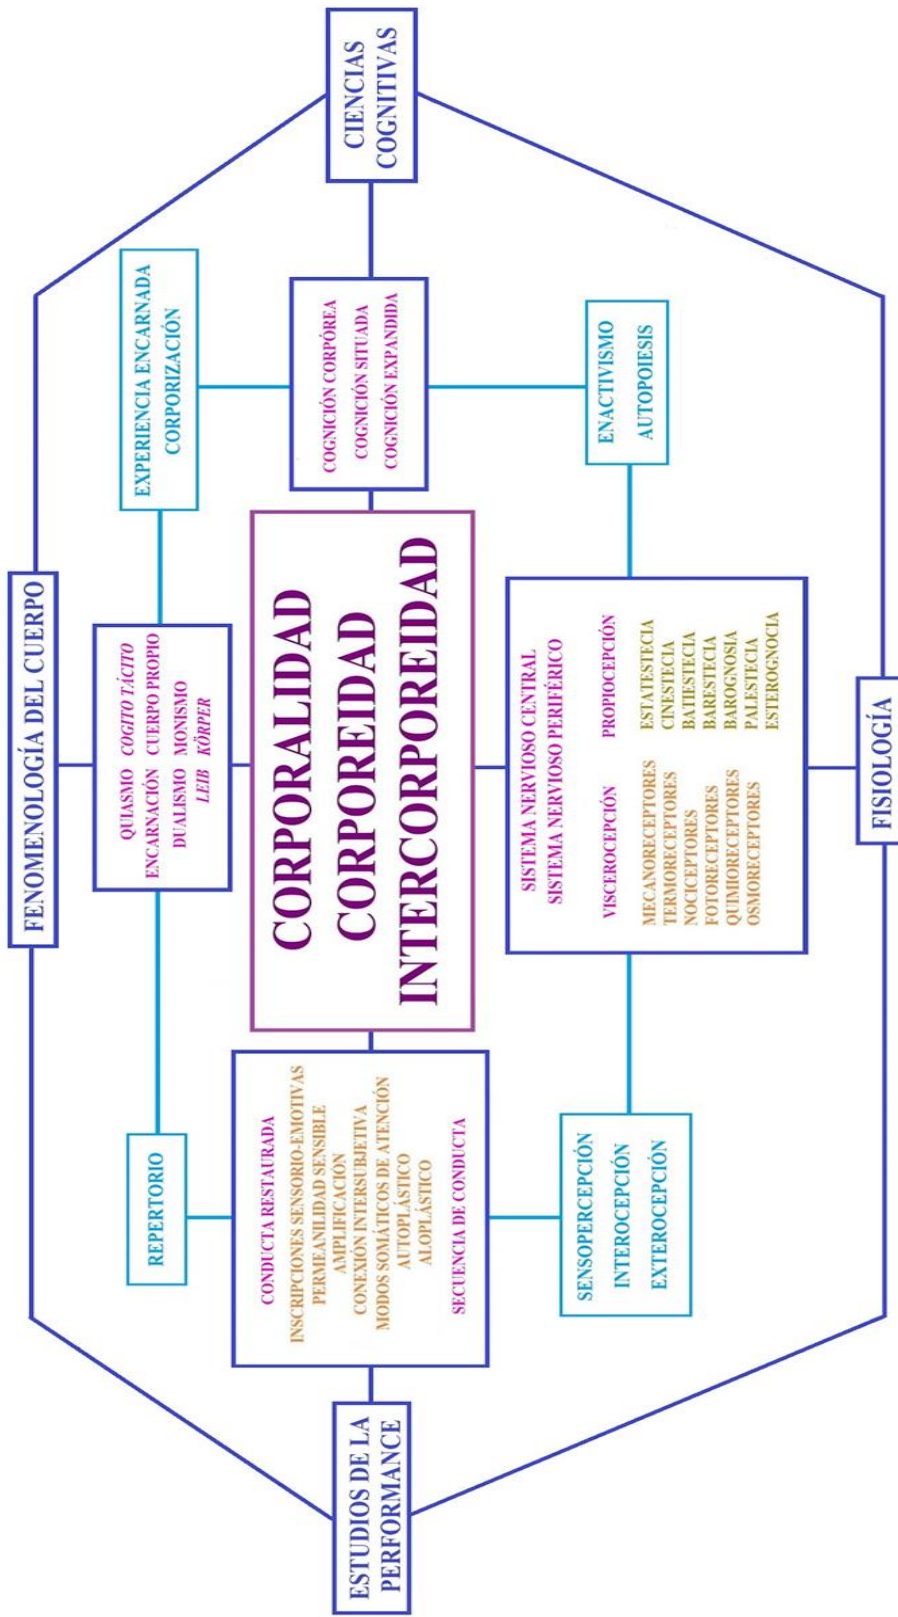 FENOMENOLOGÍA DEL CUERPO
QUIASMO COGITO TÁCITO
ENCARNACIÓN CUERPO PROPIO
DUALISMO MONISMO
LEIB KÖRPER
REPERTORIO
EXPERIENCIA ENCARNADA
CORPORIZACIÓN
ESTUDIOS DE LA
PERFORMANCE
CONDUCTA RESTAURADA
INSCRIPCIONES SENSORIO-EMOTIVAS
PERMEANILIDAD SENSIBLE
AMPLIFICACIÓN
CONEXIÓN INTERSUBJETIVA
MODOS SOMÁTICOS DE ATENCIÓN
AUTOPLÁSTICO
ALOPLÁSTICO
SECUENCIA DE CONDUCTA
CORPORALIDAD
CORPOREIDAD
INTERCORPOREIDAD
COGNICIÓN CORPÓREA
COGNICIÓN SITUADA
COGNICIÓN EXPANDIDA
CIENCIAS
COGNITIVAS
SENSOPERCEPCIÓN
INTEROCEPCIÓN
EXTEROCEPCIÓN
SISTEMA NERVIOSO CENTRAL
SISTEMA NERVIOSO PERIFÉRICO
VISCEROCEPCIÓN
MECANORECEPTORES
TERMORECEPTORES
NOCICEPTORES
FOTORECEPTORES
QUIMIORECEPTORES
OSMORECEPTORES
PROPIOCEPCIÓN
ESTATESTECIA
CINESTECIA
BATIESTECIA
BARESTECIA
BAROGNOSIA
PALESTECIA
ESTEROGNOCIA
ENACTIVISMO
AUTOPOIESIS
FISIOLOGÍA